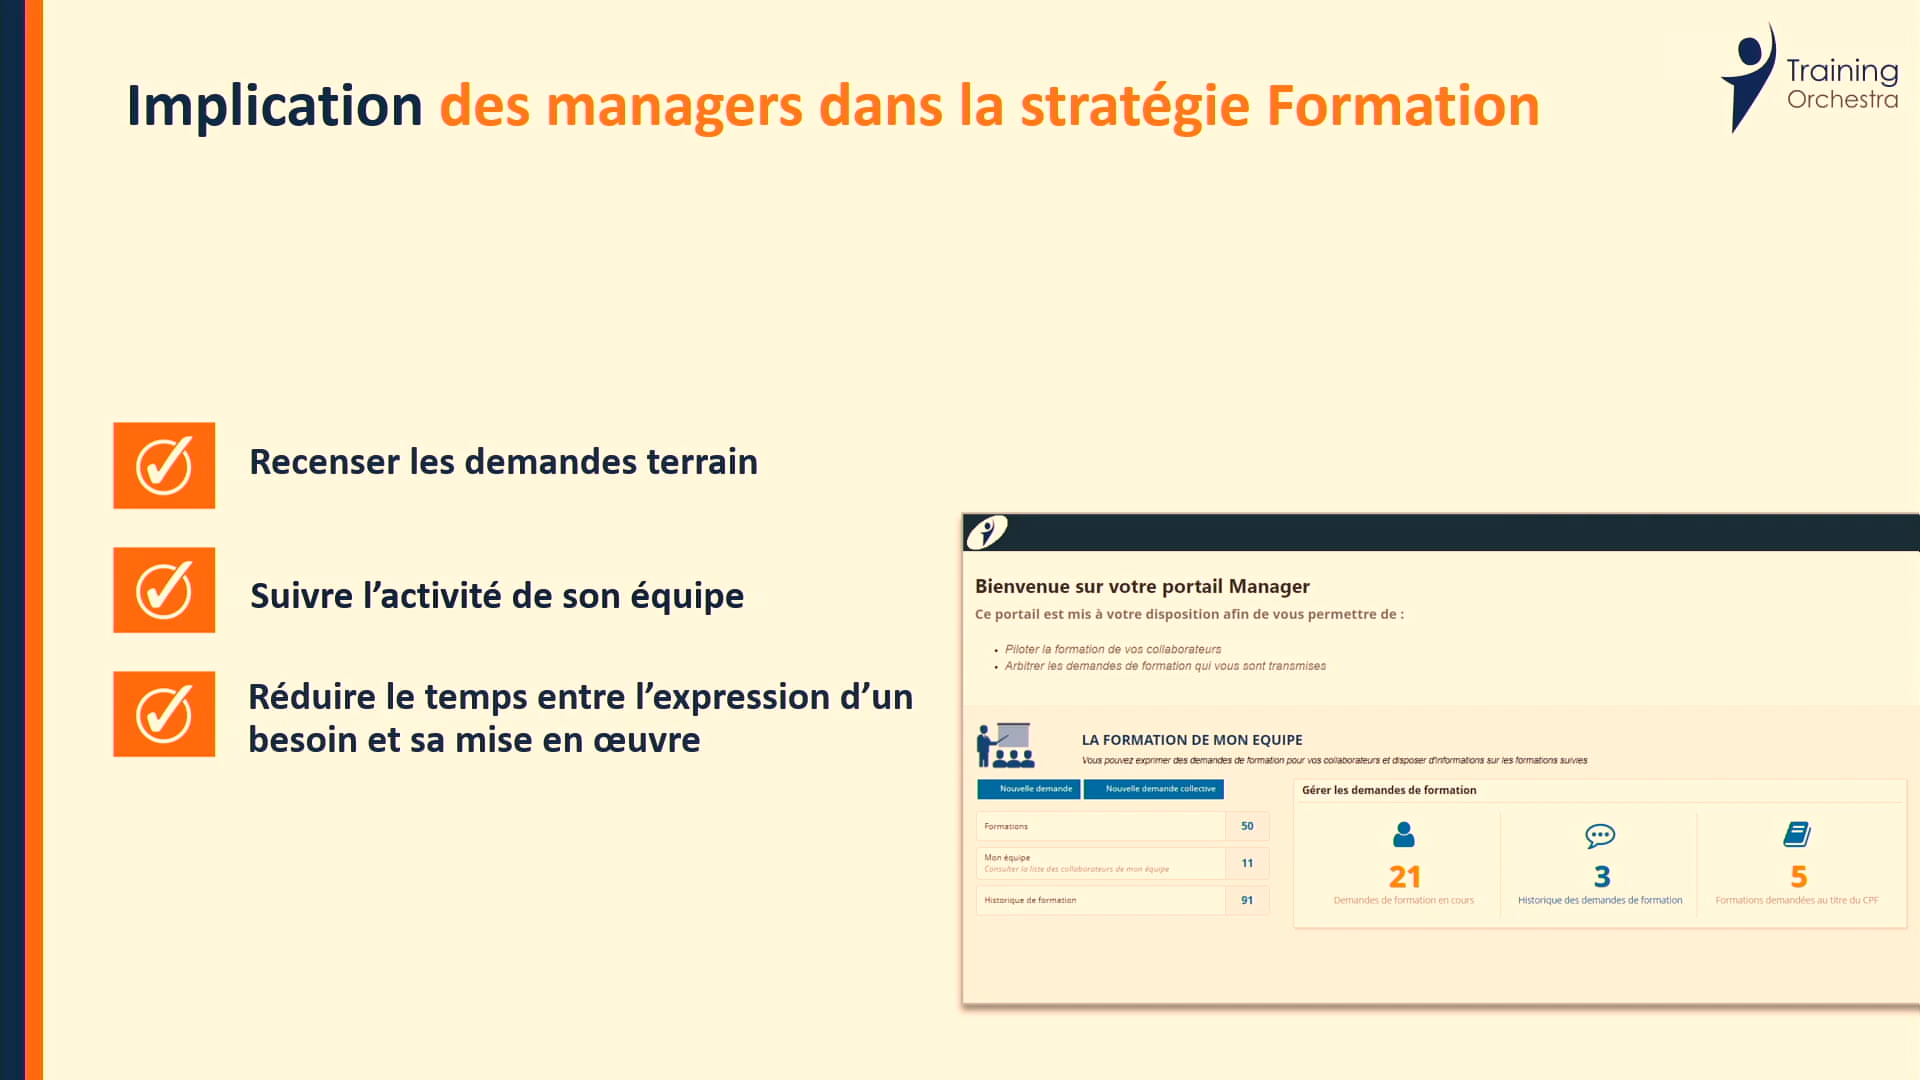 Implication des managers dans la stratégie Formation
Training
Orchestra
Recenser les demandes terrain
Suivre l’activité de son équipe
Réduire le temps entre l’expression d’un
besoin et sa mise en œuvre
Bienvenue sur votre portail Manager
Ce portail est mis à votre disposition afin de vous permettre de :
• Piloter la formation de vos collaborateurs
• Arbitrer les demandes de formation qui vous sont transmises
LA FORMATION DE MON EQUIPE
Vous pouvez exprimer des demandes de formation pour vos collaborateurs et disposer d'informations sur les formations suivies
Nouvelle demande
Nouvelle demande collective
Formations 50
Mon équipe
Consulter la liste des collaborateurs de mon équipe
11
Historique de formation 91
Gérer les demandes de formation
21
Demandes de formation en cours
3
Historique des demandes de formation
5
Formations demandées au titre du CPF